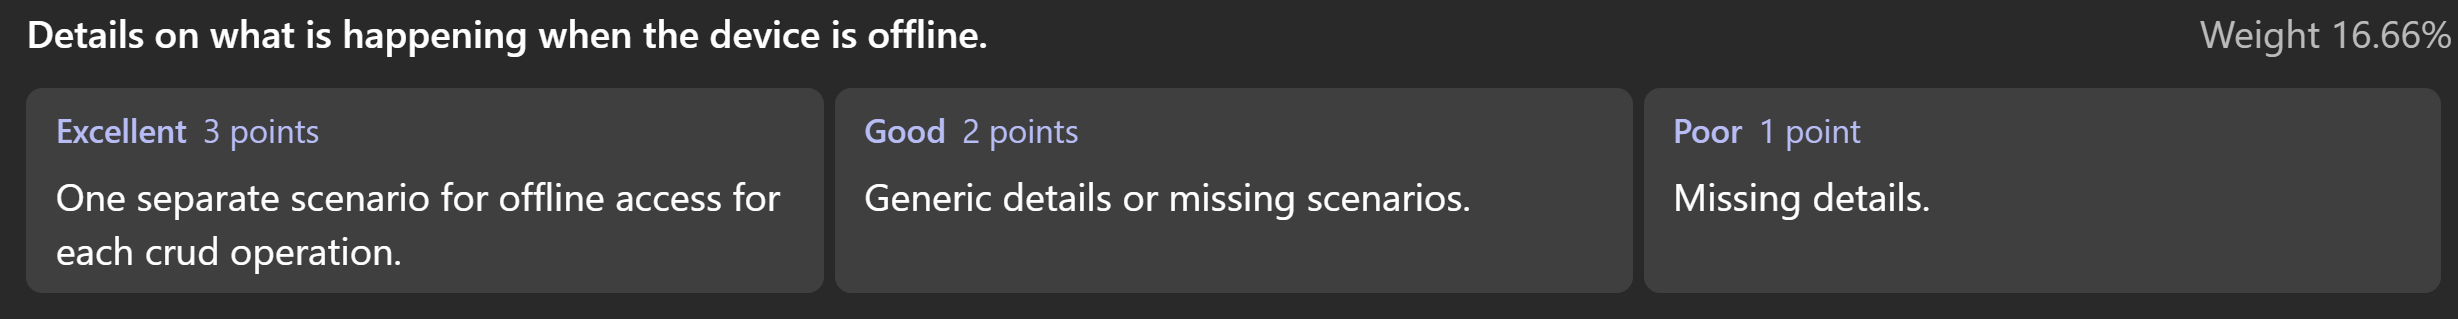 Details on what is happening when the device is offline.
Weight 16.66%
Excellent 3 points
One separate scenario for offline access for
each crud operation.
Good 2 points
Generic details or missing scenarios.
Poor 1 point
Missing details.